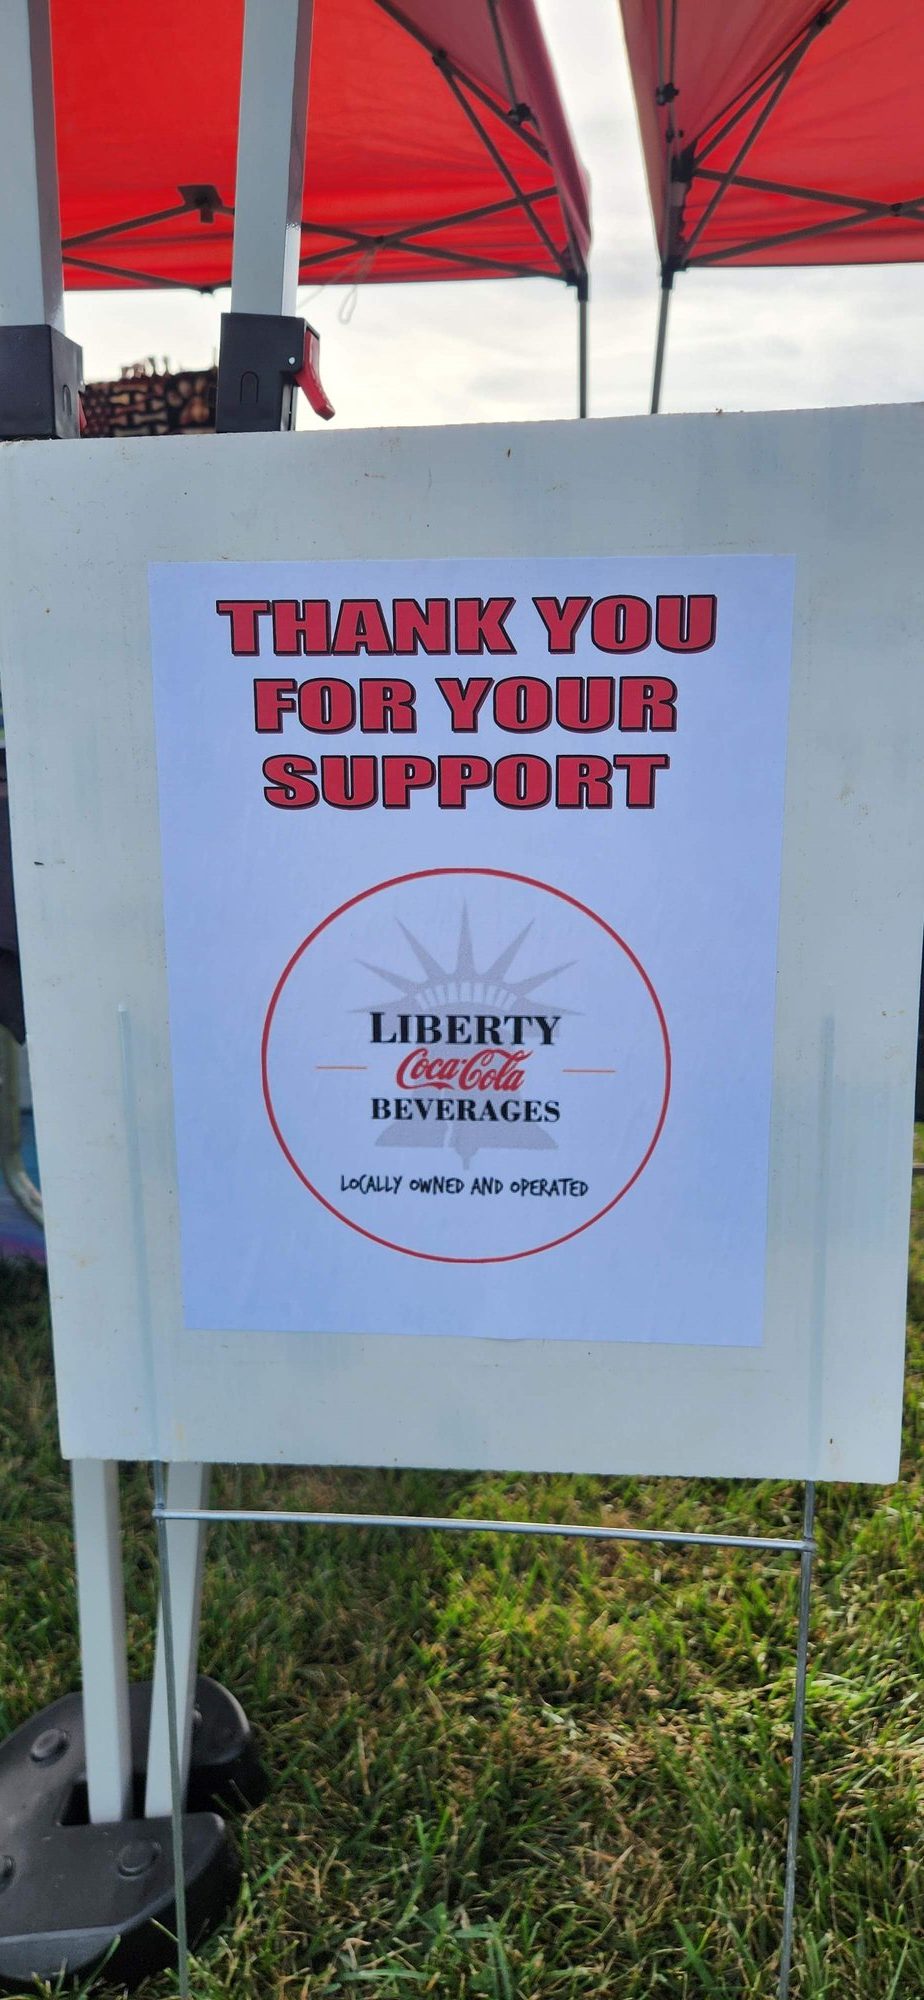 THANK YOU
FOR YOUR
SUPPORT
LIBERTY
Coca-Cola
BEVERAGES
LOCALLY OWNED AND OPERATED